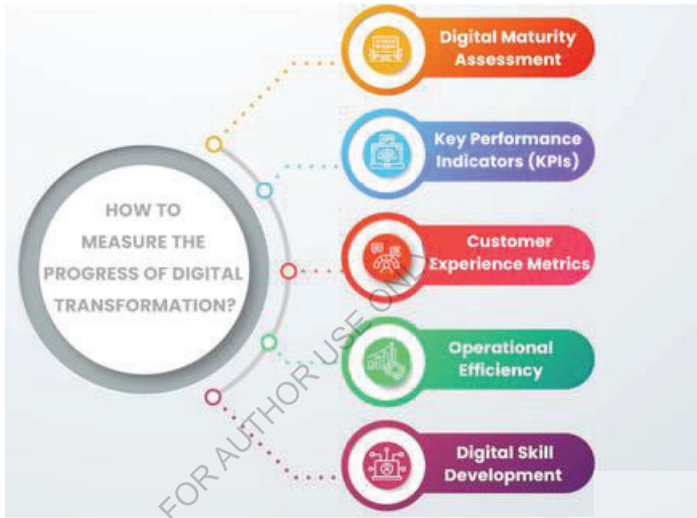 HOW TO
MEASURE THE
PROGRESS OF DIGITAL
TRANSFORMATION?
Digital Maturity
Assessment
Key Performance
Indicators (KPIs)
Customer
Experience Metrics
Operational
Efficiency
Digital Skill
Development
FOR AUTHOR USE ONLY